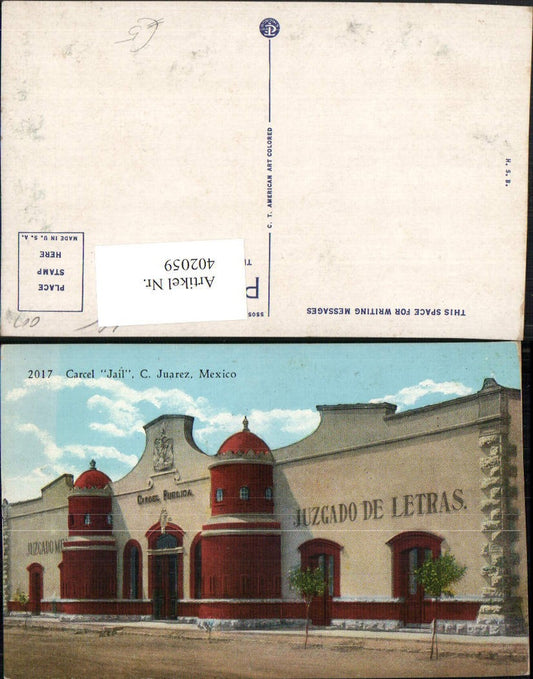 THIS SPACE FOR WRITING MESSAGES
H. S. B.
C. T. AMERICAN ART COLORED
MADE IN U. S. A.
PLACE
STAMP
HERE
Artikel Nr.
402059
2017 Carcel "Jail", C. Juarez, Mexico
CARCEL PUBLICA
JUZGADO DE LETRAS.
JUZGADO